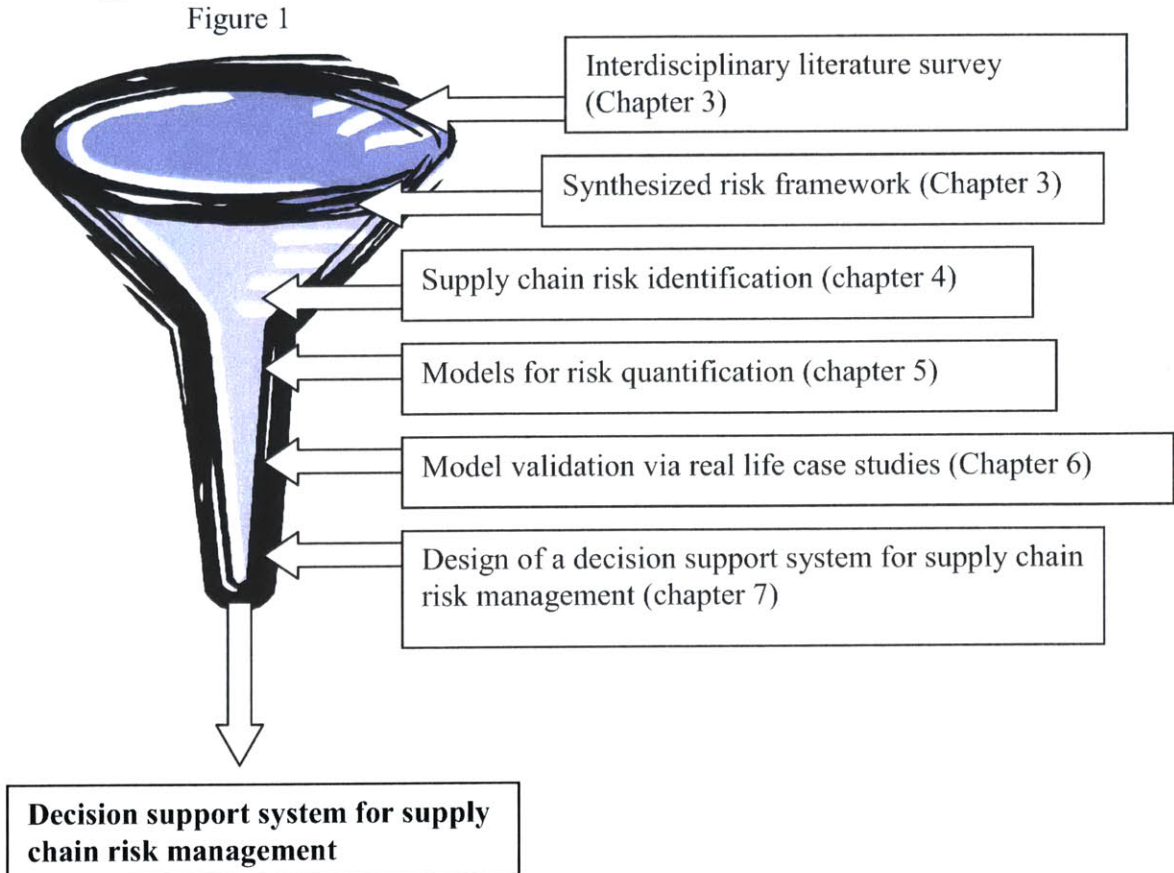 Figure 1
Interdisciplinary literature survey
(Chapter 3)
Synthesized risk framework (Chapter 3)
Supply chain risk identification (chapter 4)
Models for risk quantification (chapter 5)
Model validation via real life case studies (Chapter 6)
Design of a decision support system for supply chain
risk management (chapter 7)
Decision support system for supply
chain risk management